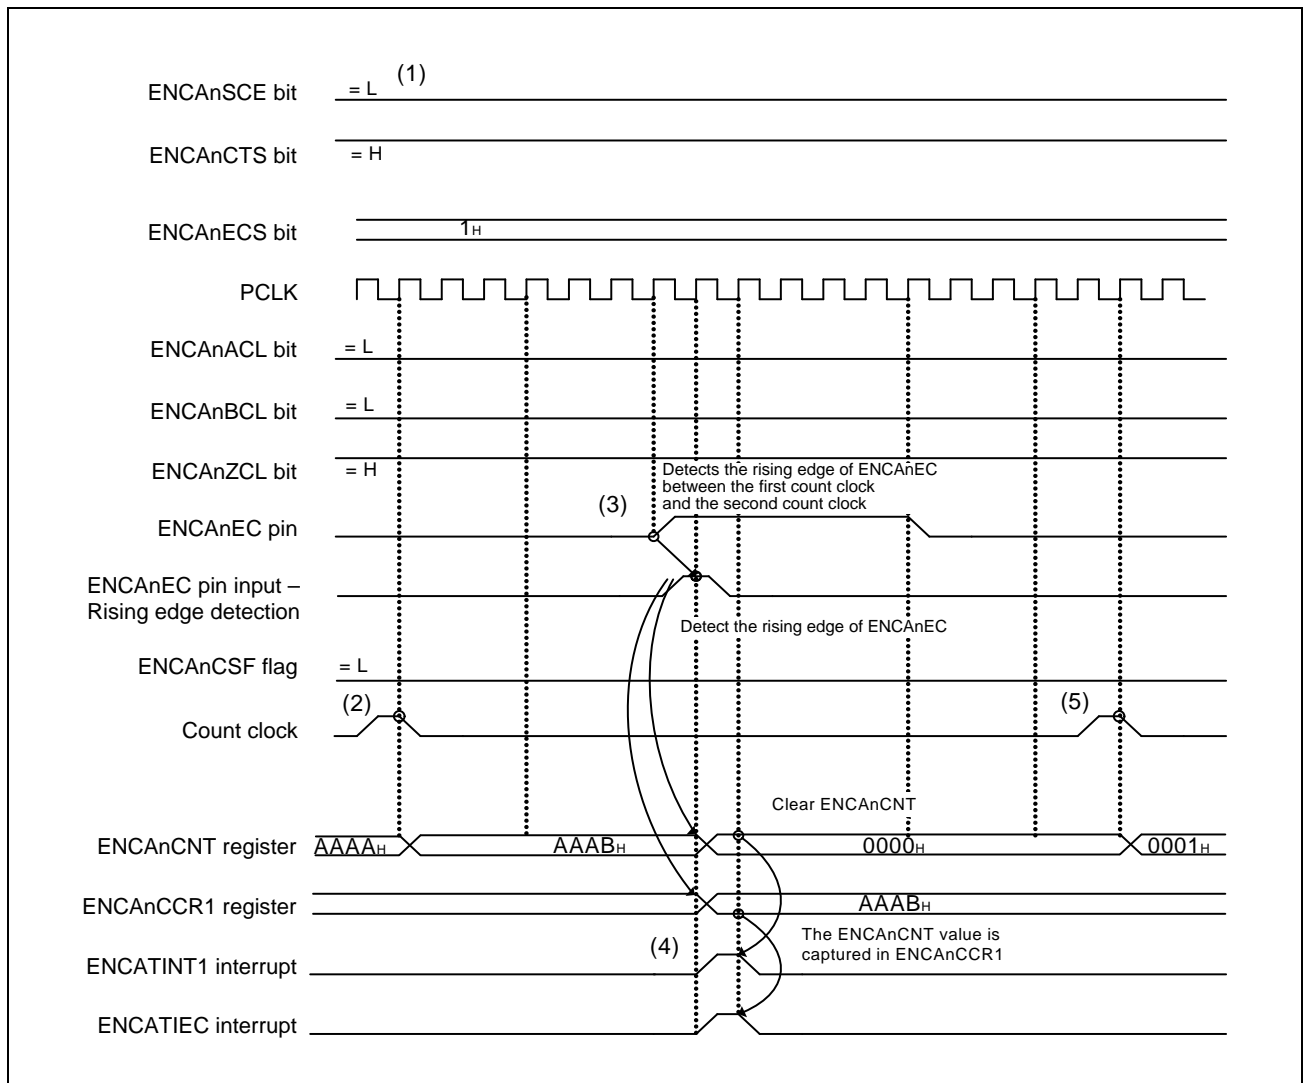 (1)
ENCAnSCE bit = L
ENCAnCTS bit = H
ENCAnECS bit 1H
PCLK
ENCAnACL bit = L
ENCAnBCL bit = L
ENCAnZCL bit = H
Detects the rising edge of ENCAnEC
between the first count clock
and the second count clock
(3)
ENCAnEC pin
ENCAnEC pin input –
Rising edge detection
Detect the rising edge of ENCAnEC
ENCAnCSF flag = L
(2) (5)
Count clock
Clear ENCAnCNT
ENCAnCNT register AAAAH AAABH 0000H 0001H
ENCAnCCR1 register AAABH
The ENCAnCNT value is
captured in ENCAnCCR1
(4)
ENCATINT1 interrupt
ENCATIEC interrupt